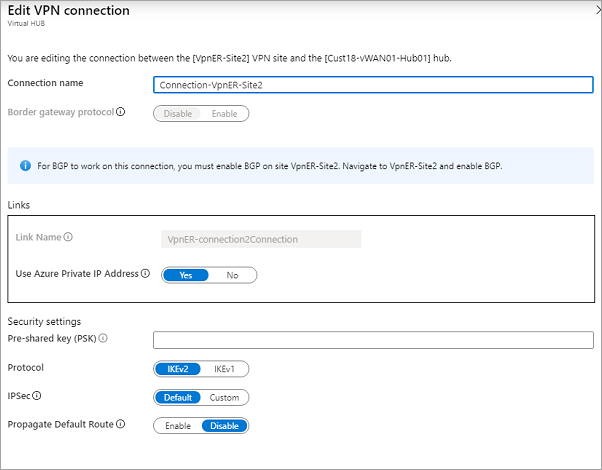 Edit VPN connection
Virtual HUB
You are editing the connection between the [VpnER-Site2] VPN site and the [Cust18-vWAN01-Hub01] hub.
Connection name
Connection-VpnER-Site2
Border gateway protocol
Disable Enable
For BGP to work on this connection, you must enable BGP on site VpnER-Site2. Navigate to VpnER-Site2 and enable BGP.
Links
Link Name
VpnER-connection2Connection
Use Azure Private IP Address
Yes No
Security settings
Pre-shared key (PSK)
Protocol
IKEv2 IKEv1
IPSec
Default Custom
Propagate Default Route
Enable Disable